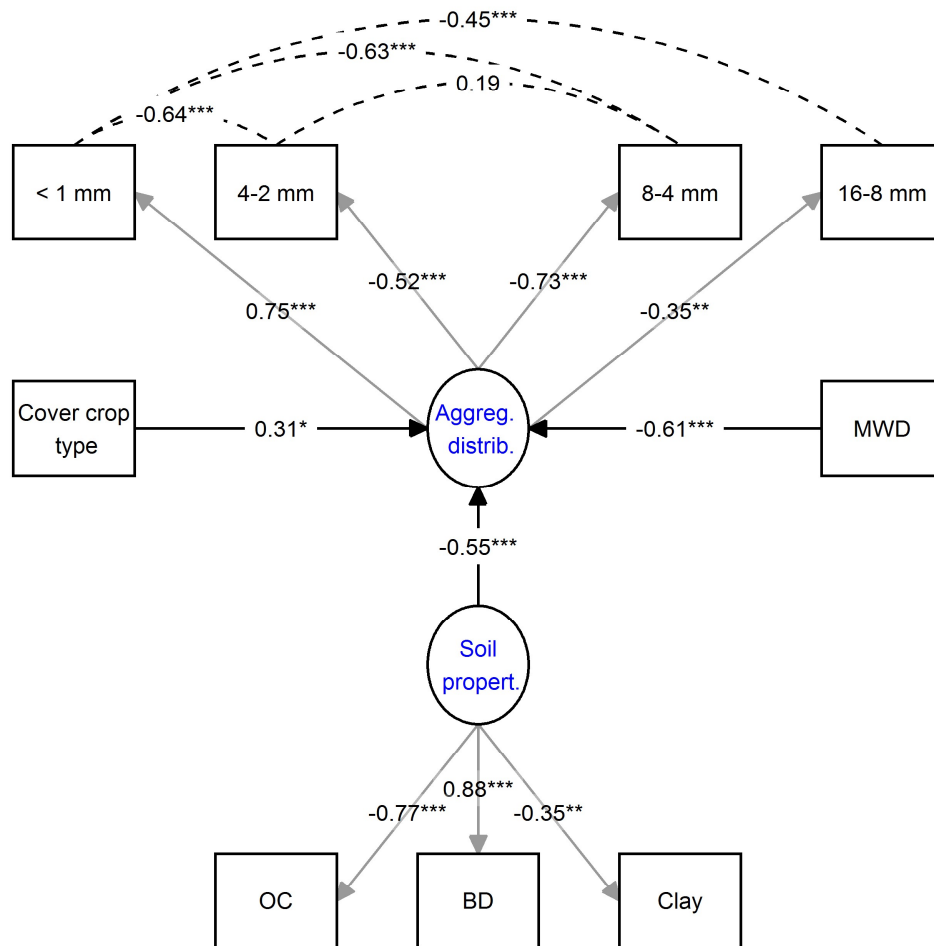 -0.45***
-0.63***
0.19
-0.64***
< 1 mm
4-2 mm
8-4 mm
16-8 mm
-0.52***
-0.73***
0.75***
-0.35**
Cover crop
type
0.31*
Aggreg.
distrib.
-0.61***
MWD
-0.55***
Soil
propert.
0.88***
-0.77***
-0.35**
OC
BD
Clay